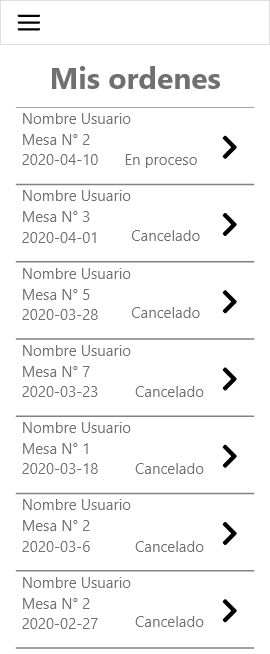 Mis ordenes
Nombre Usuario
Mesa N° 2
2020-04-10 En proceso
Nombre Usuario
Mesa N° 3
2020-04-01 Cancelado
Nombre Usuario
Mesa N° 5
2020-03-28 Cancelado
Nombre Usuario
Mesa N° 7
2020-03-23 Cancelado
Nombre Usuario
Mesa N° 1
2020-03-18 Cancelado
Nombre Usuario
Mesa N° 2
2020-03-6 Cancelado
Nombre Usuario
Mesa N° 2
2020-02-27 Cancelado